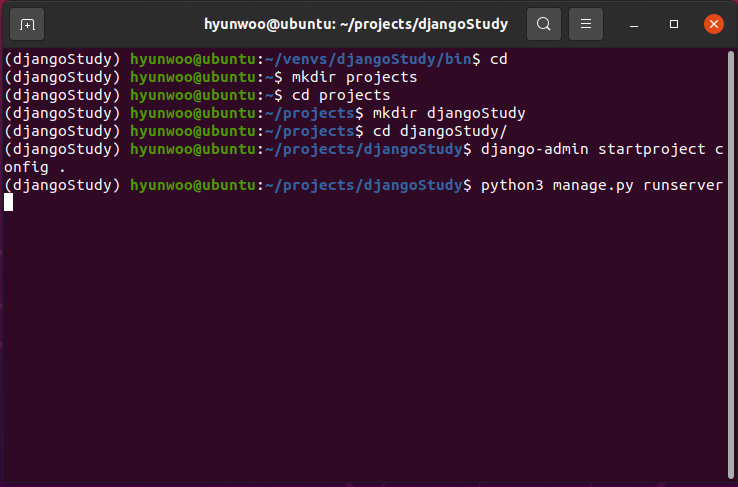 hyunwoo@ubuntu: ~/projects/djangoStudy
(djangoStudy) hyunwoo@ubuntu:~/venvs/djangoStudy/bin$ cd
(djangoStudy) hyunwoo@ubuntu:~$ mkdir projects
(djangoStudy) hyunwoo@ubuntu:~$ cd projects
(djangoStudy) hyunwoo@ubuntu:~/projects$ mkdir djangoStudy
(djangoStudy) hyunwoo@ubuntu:~/projects$ cd djangoStudy/
(djangoStudy) hyunwoo@ubuntu:~/projects/djangoStudy$ django-admin startproject c
onfig .
(djangoStudy) hyunwoo@ubuntu:~/projects/djangoStudy$ python3 manage.py runserver